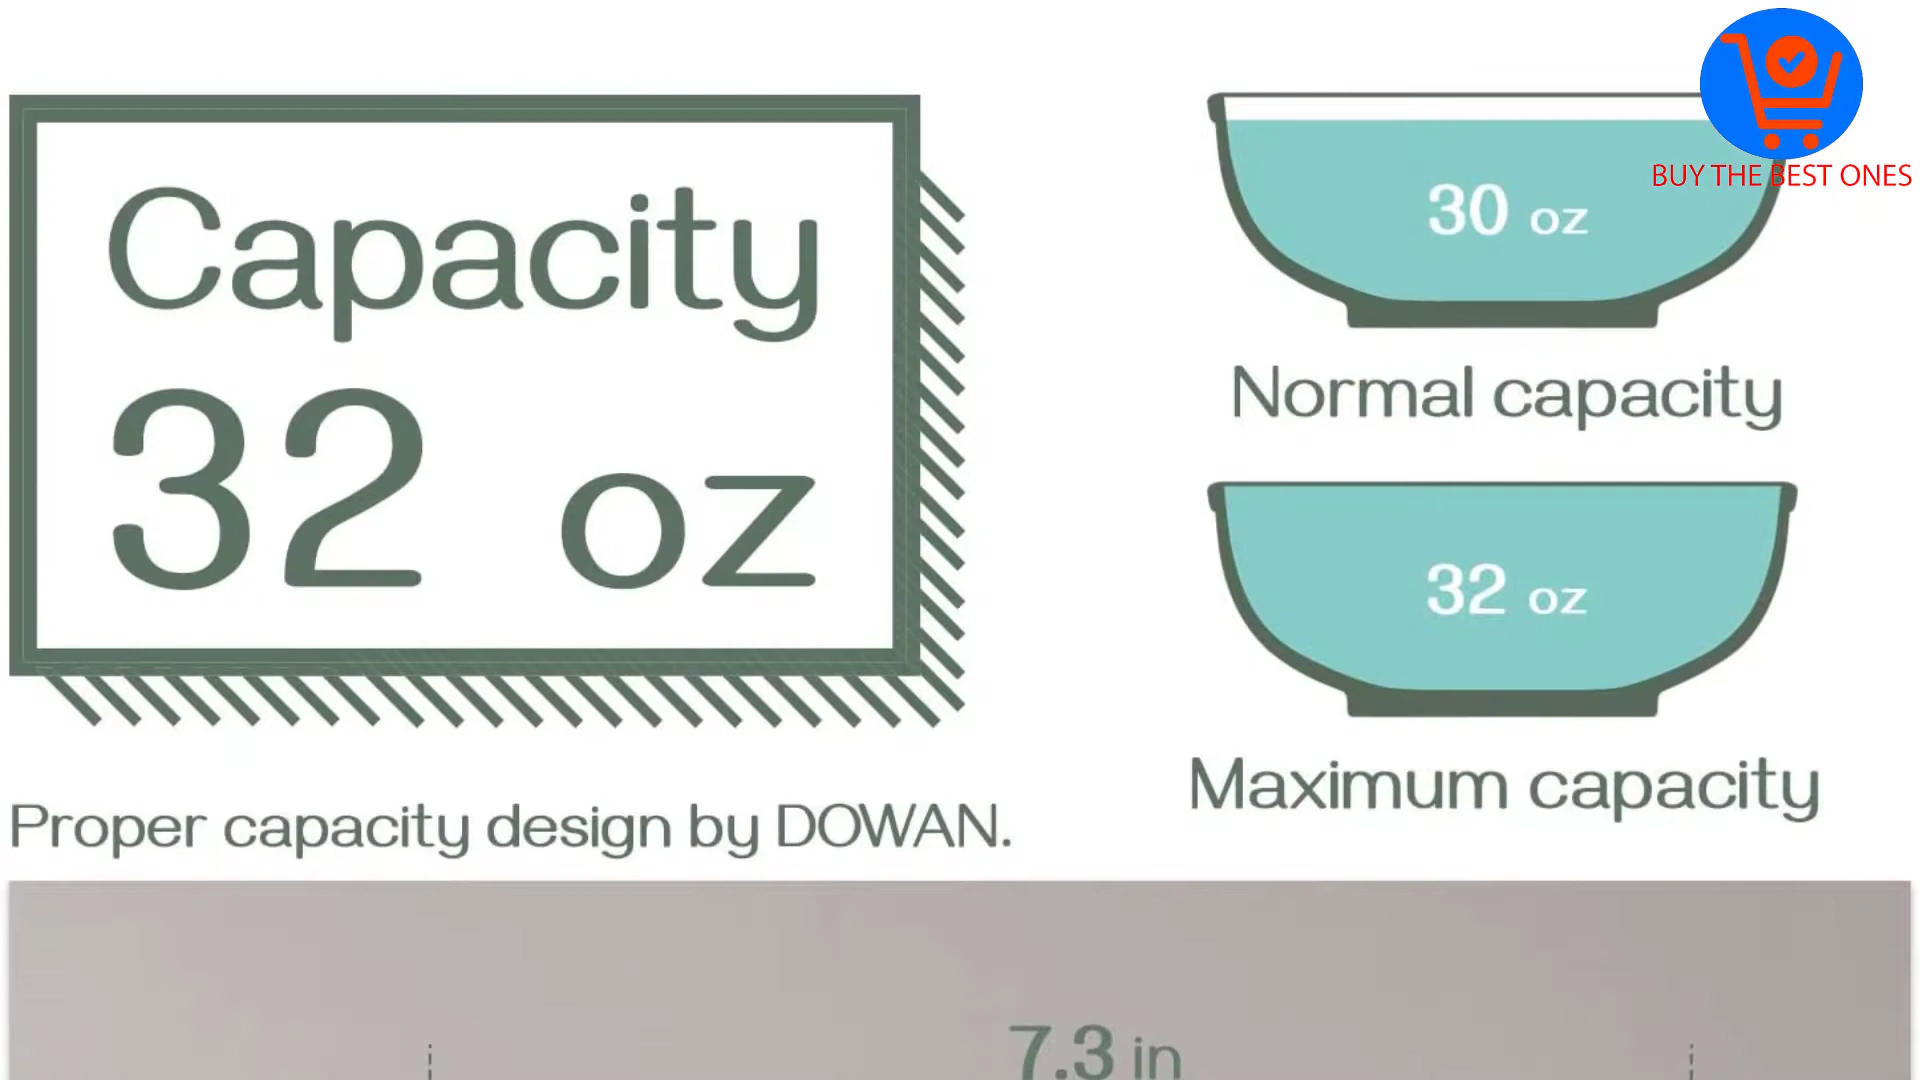 Capacity
32 oz
Proper capacity design by DOWAN.
BUY THE BEST ONES
30 oz
Normal capacity
32 oz
Maximum capacity
7.3 in